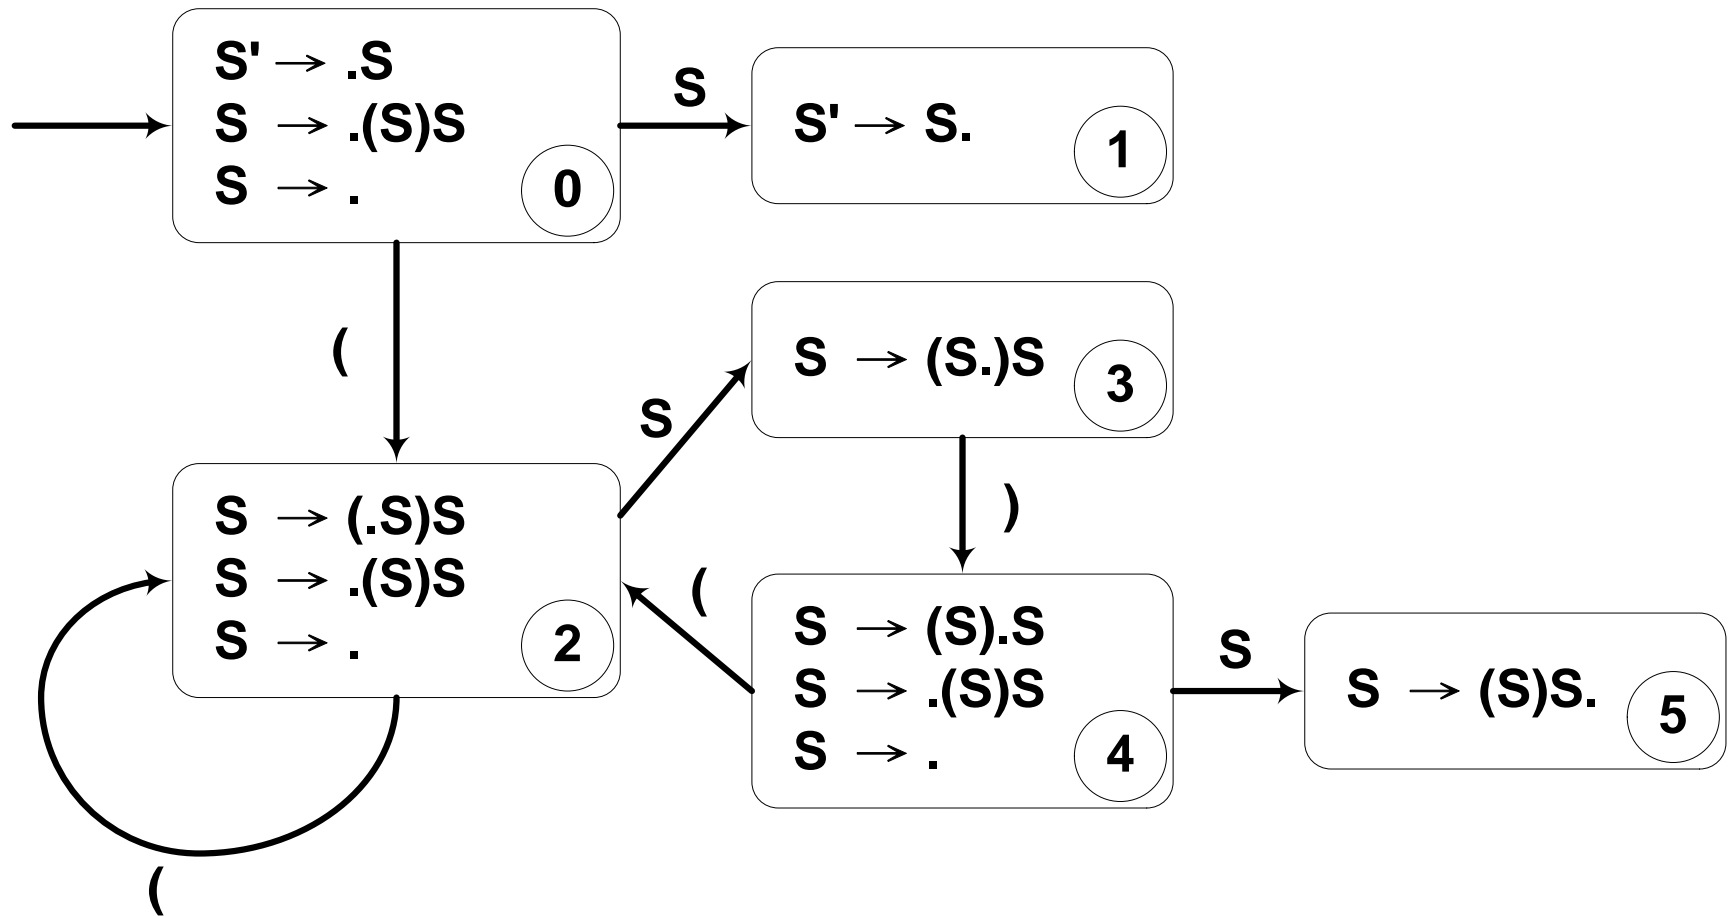 S' → .S
S → .(S)S
S → .
0
S
S' → S.
1
(
S → (S.)S
3
S
)
S → (.S)S
S → .(S)S
S → .
2
(
S → (S).S
S → .(S)S
S → .
4
S
S → (S)S.
5
(